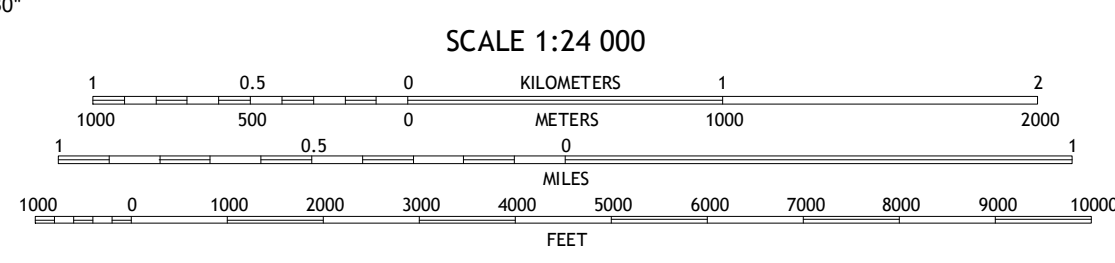 SCALE 1:24 000
1 0.5 0 KILOMETERS 1 2
1000 500 0 METERS 1000 2000
1 0.5 0 1
MILES
1000 0 1000 2000 3000 4000 5000 6000 7000 8000 9000 10000
FEET